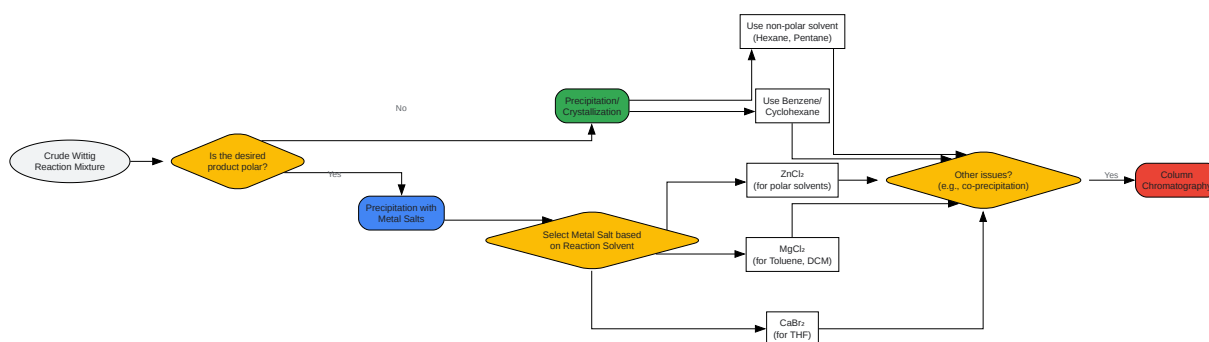 Use non-polar solvent
(Hexane, Pentane)
Precipitation/
Crystallization
Use Benzene/
Cyclohexane
No
Crude Wittig
Reaction Mixture
Is the desired
product polar?
Yes
Precipitation with
Metal Salts
Select Metal Salt based
on Reaction Solvent
ZnCl₂
(for polar solvents)
MgCl₂
(for Toluene, DCM)
CaBr₂
(for THF)
Other issues?
(e.g., co-precipitation)
Yes
Column
Chromatography